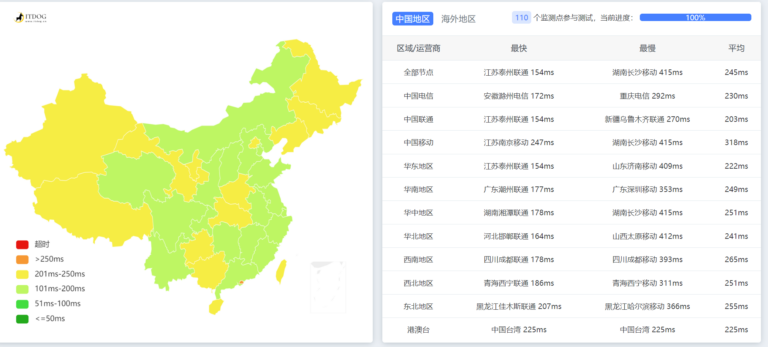 ITDOG
超时
>250ms
201ms-250ms
101ms-200ms
51ms-100ms
<=50ms
中国地区 海外地区 110 个监测点参与测试，当前进度： 100%
区域/运营商 最快 最慢 平均
全部节点 江苏泰州联通 154ms 湖南长沙移动 415ms 245ms
中国电信 安徽滁州电信 172ms 重庆电信 292ms 230ms
中国联通 江苏泰州联通 154ms 新疆乌鲁木齐联通 270ms 203ms
中国移动 江苏南京移动 247ms 湖南长沙移动 415ms 318ms
华东地区 江苏泰州联通 154ms 山东济南移动 409ms 222ms
华南地区 广东潮州联通 177ms 广东深圳移动 353ms 249ms
华中地区 湖南湘潭联通 178ms 湖南长沙移动 415ms 251ms
华北地区 河北邯郸联通 164ms 山西太原移动 412ms 241ms
西南地区 四川成都联通 178ms 四川成都移动 393ms 265ms
西北地区 青海西宁联通 186ms 青海西宁移动 311ms 251ms
东北地区 黑龙江佳木斯联通 207ms 黑龙江哈尔滨移动 366ms 255ms
港澳台 中国台湾 225ms 中国台湾 225ms 225ms